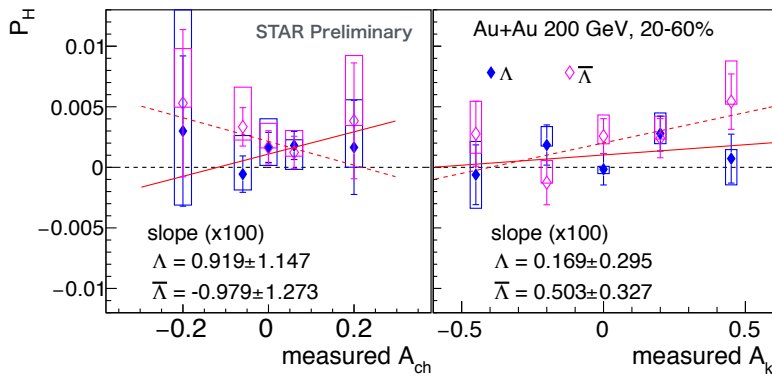 P_H
STAR Preliminary
Au+Au 200 GeV, 20-60%
Λ
Λ̅
0.01
0.005
0
−0.005
−0.01
slope (x100)
Λ = 0.919±1.147
Λ̅ = -0.979±1.273
slope (x100)
Λ = 0.169±0.295
Λ̅ = 0.503±0.327
−0.2
0
0.2
−0.5
0
0.5
measured A_ch
measured A_k